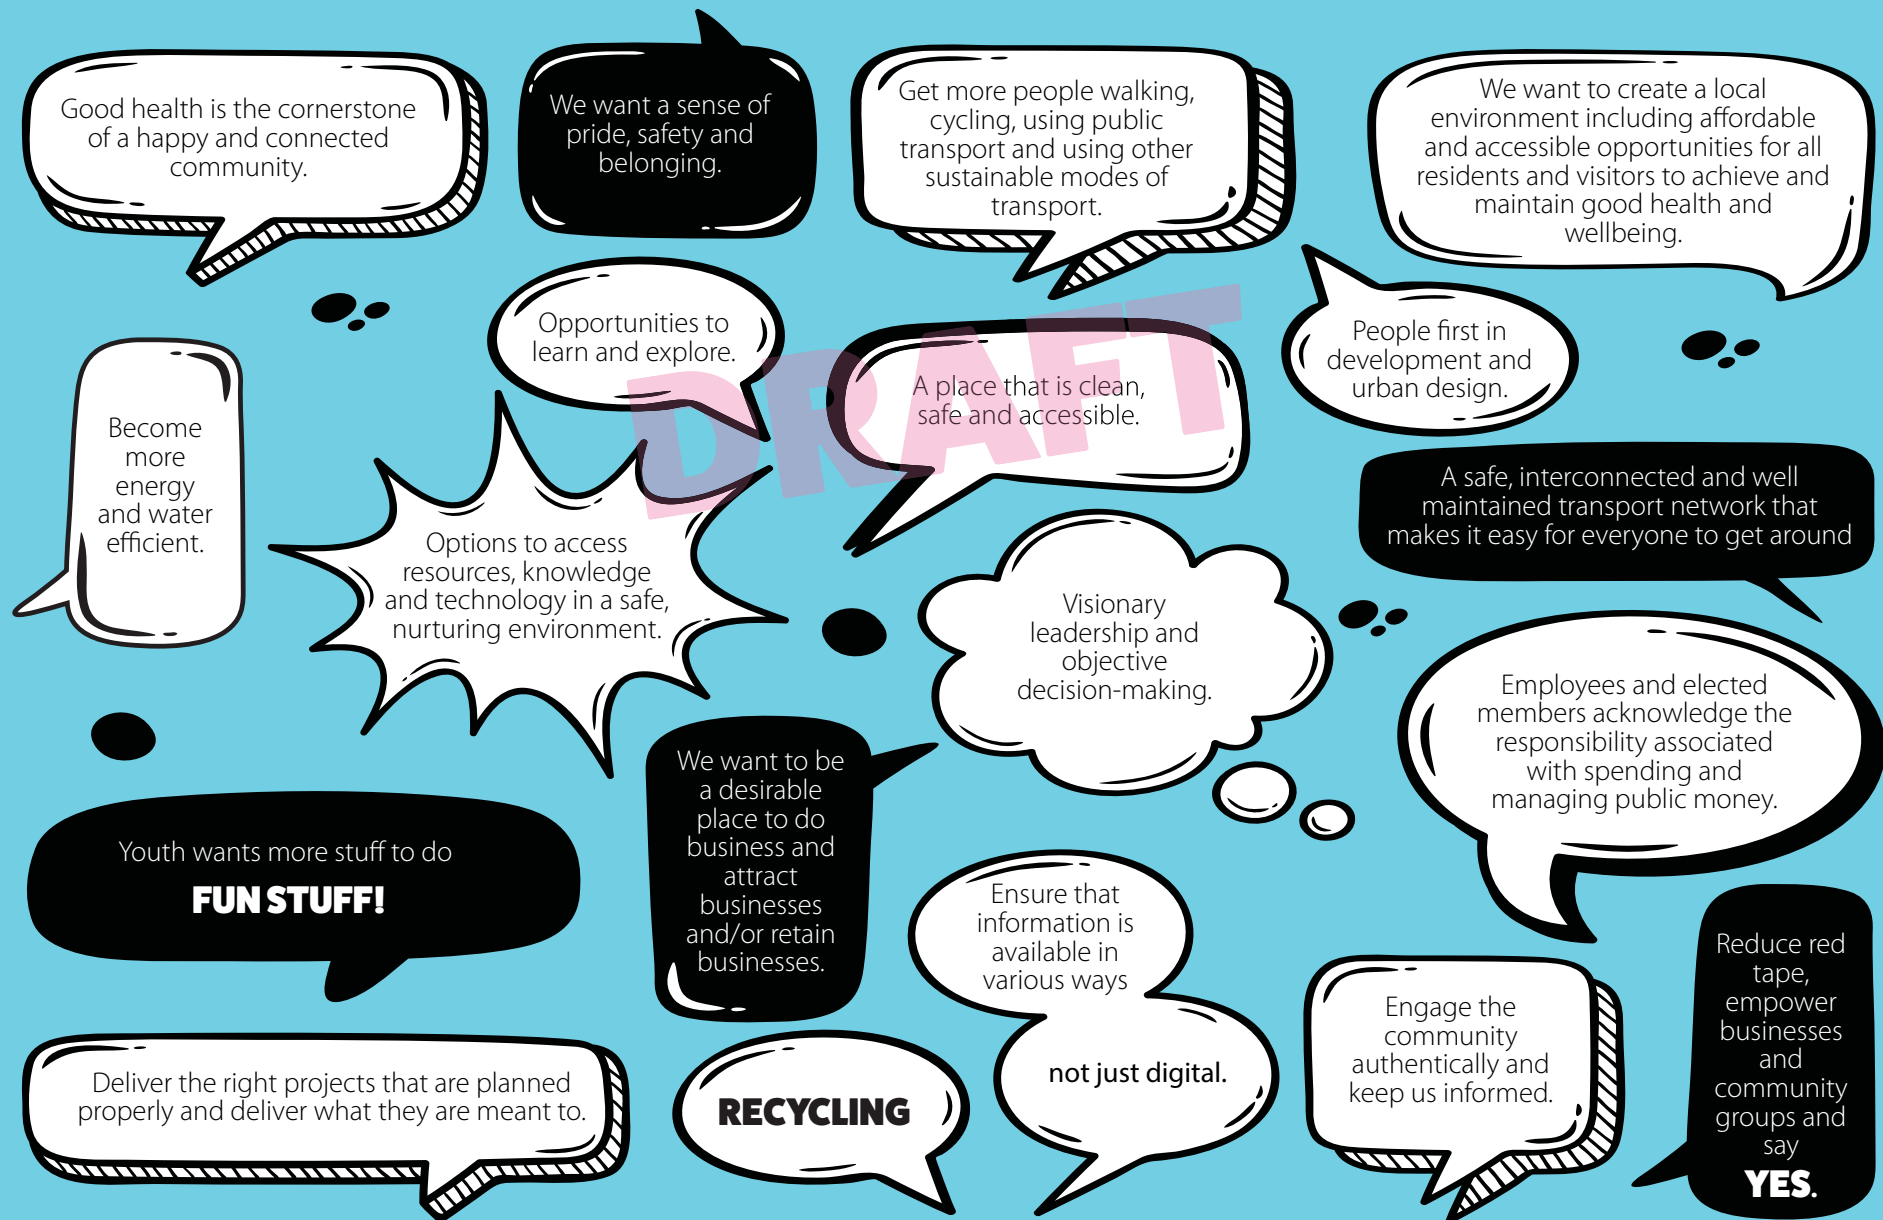 Good health is the cornerstone
of a happy and connected
community.
We want a sense of
pride, safety and
belonging.
Get more people walking,
cycling, using public
transport and using other
sustainable modes of
transport.
We want to create a local
environment including affordable
and accessible opportunities for all
residents and visitors to achieve and
maintain good health and
wellbeing.
Opportunities to
learn and explore.
A place that is clean,
safe and accessible.
People first in
development and
urban design.
DRAFT
Become
more
energy
and water
efficient.
Options to access
resources, knowledge
and technology in a safe,
nurturing environment.
A safe, interconnected and well
maintained transport network that
makes it easy for everyone to get around
Visionary
leadership and
objective
decision-making.
Employees and elected
members acknowledge the
responsibility associated
with spending and
managing public money.
We want to be
a desirable
place to do
business and
attract
businesses
and/or retain
businesses.
Youth wants more stuff to do
FUN STUFF!
Ensure that
information is
available in
various ways
not just digital.
Engage the
community
authentically and
keep us informed.
Reduce red
tape,
empower
businesses
and
community
groups and
say
YES.
Deliver the right projects that are planned
properly and deliver what they are meant to.
RECYCLING